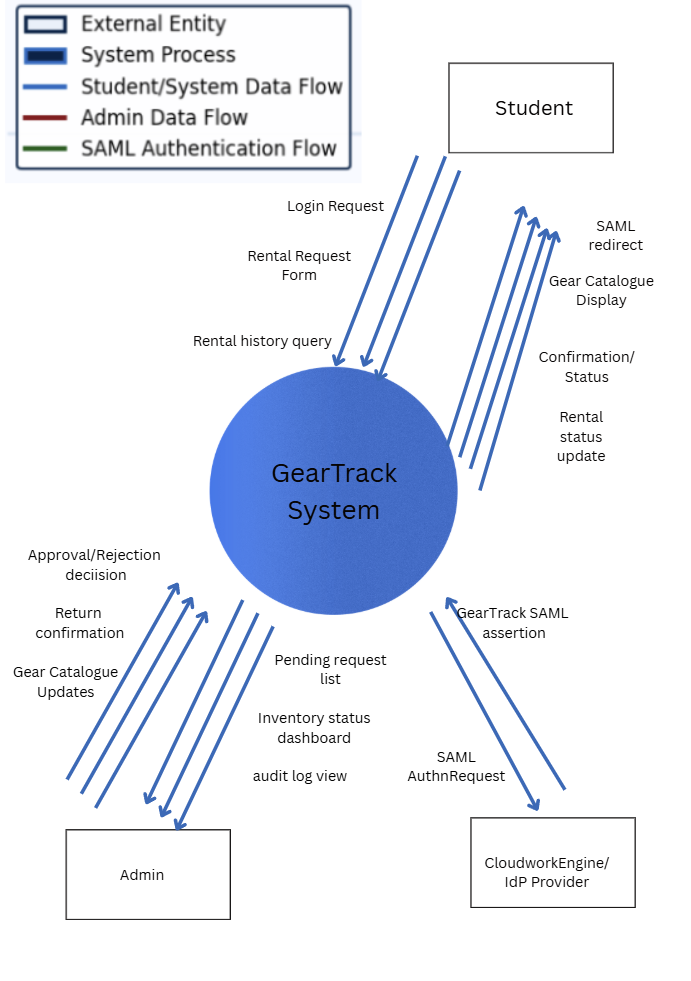 External Entity
System Process
Student/System Data Flow
Admin Data Flow
SAML Authentication Flow
Student
Login Request
SAML
redirect
Rental Request
Form
Gear Catalogue
Display
Rental history query
Confirmation/
Status
Rental
status
update
GearTrack
System
Approval/Rejection
deciision
Return
confirmation
Gear Catalogue
Updates
GearTrack SAML
assertion
Pending request
list
Inventory status
dashboard
audit log view
SAML
AuthnRequest
Admin
CloudworkEngine/
IdP Provider